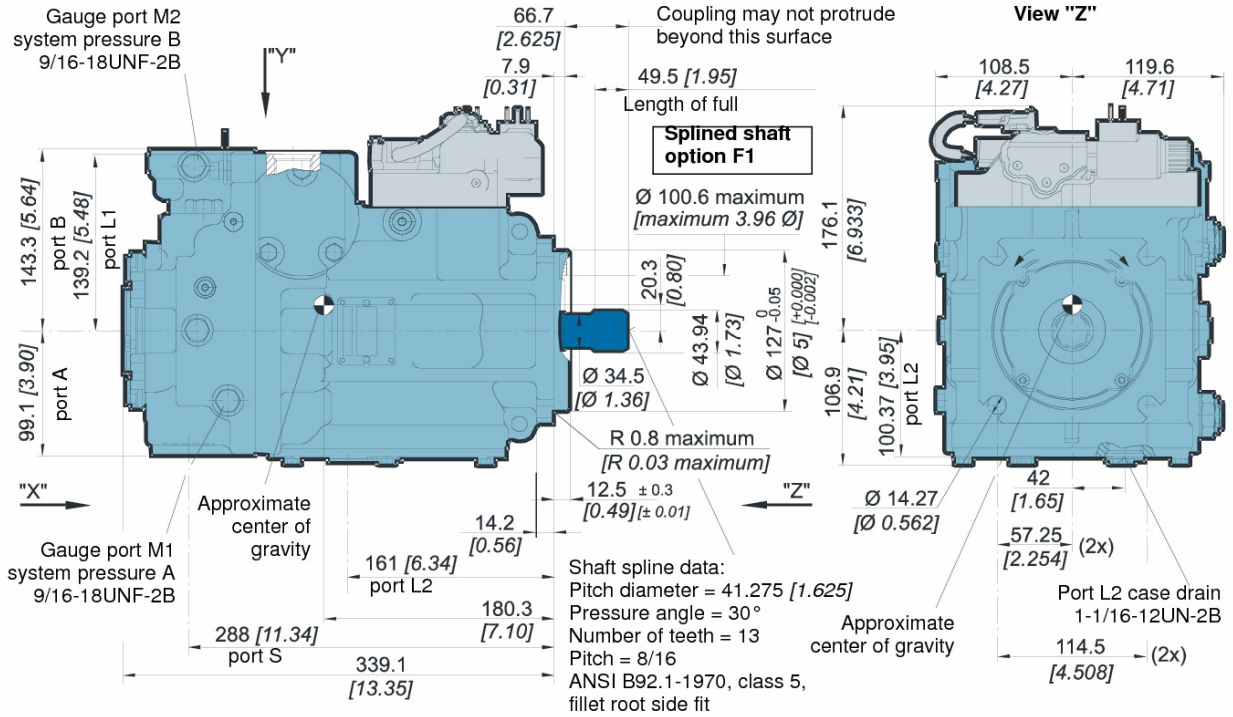 Gauge port M2
system pressure B
9/16-18UNF-2B
"Y"
66.7
[2.625]
Coupling may not protrude
beyond this surface
7.9
[0.31]
49.5 [1.95]
Length of full
Splined shaft
option F1
Ø 100.6 maximum
[maximum 3.96 Ø]
View "Z"
108.5
[4.27]
119.6
[4.71]
143.3 [5.64]
port B
139.2 [5.48]
port L1
99.1 [3.90]
port A
20.3
[0.80]
Ø 43.94
[Ø 1.73]
Ø 127 0 -0.05
[Ø 5] [+0.000] [-0.002]
Ø 34.5
[Ø 1.36]
R 0.8 maximum
[R 0.03 maximum]
176.1
[6.933]
106.9
[4.21]
100.37 [3.95]
port L2
"X"
Approximate
center of
gravity
12.5 ± 0.3
[0.49] [± 0.01]
"Z"
14.2
[0.56]
Gauge port M1
system pressure A
9/16-18UNF-2B
161 [6.34]
port L2
180.3
[7.10]
288 [11.34]
port S
339.1
[13.35]
Shaft spline data:
Pitch diameter = 41.275 [1.625]
Pressure angle = 30°
Number of teeth = 13
Pitch = 8/16
ANSI B92.1-1970, class 5,
fillet root side fit
Ø 14.27
[Ø 0.562]
42
[1.65]
57.25
[2.254]
(2x)
Port L2 case drain
1-1/16-12UN-2B
Approximate
center of gravity
114.5
[4.508]
(2x)